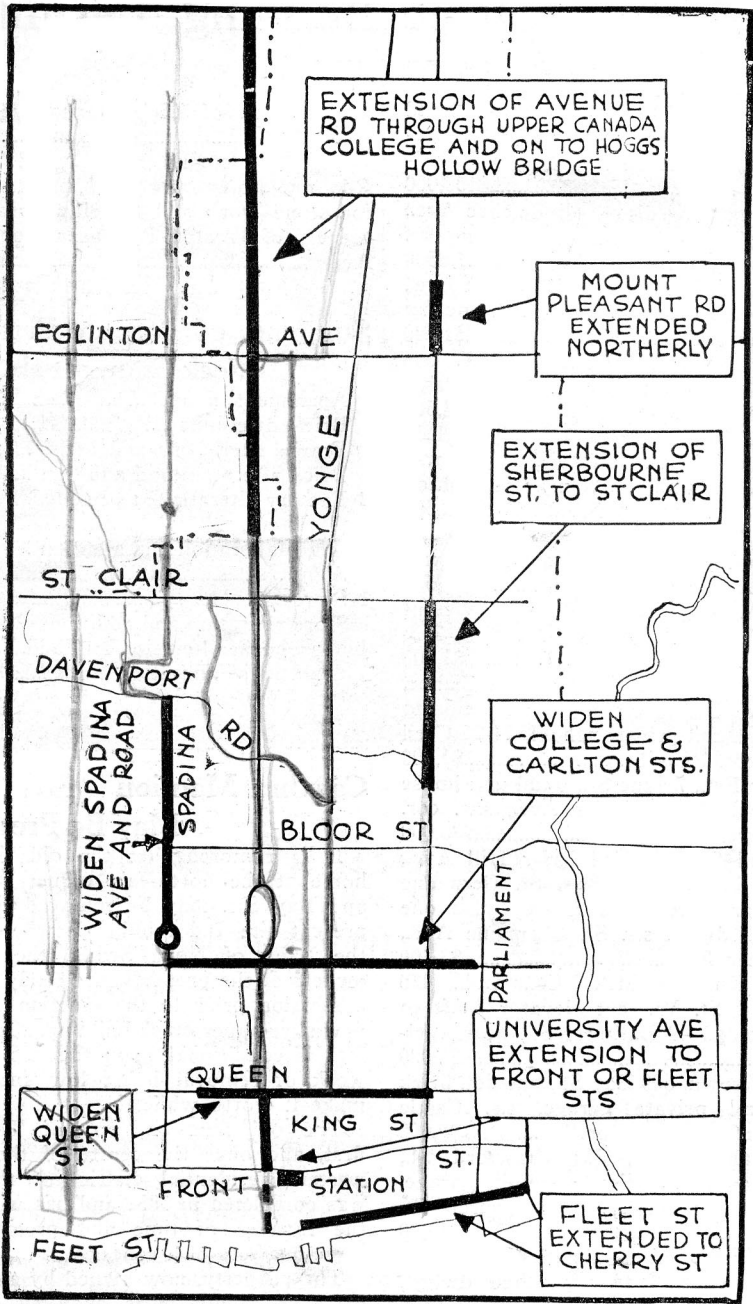 EXTENSION OF AVENUE
RD THROUGH UPPER CANADA
COLLEGE AND ON TO HOGGS
HOLLOW BRIDGE
MOUNT
PLEASANT RD
EXTENDED
NORTHERLY
EGLINTON AVE
YONGE
EXTENSION OF
SHERBOURNE
ST. TO ST CLAIR
ST CLAIR
DAVENPORT
RD
WIDEN SPADINA
AVE AND ROAD
SPADINA
WIDEN
COLLEGE &
CARLTON STS.
BLOOR ST
PARLIAMENT
UNIVERSITY AVE
EXTENSION TO
FRONT OR FLEET
STS
QUEEN
WIDEN
QUEEN
ST
KING ST
FRONT ST.
STATION
FLEET ST
EXTENDED TO
CHERRY ST
FEET ST